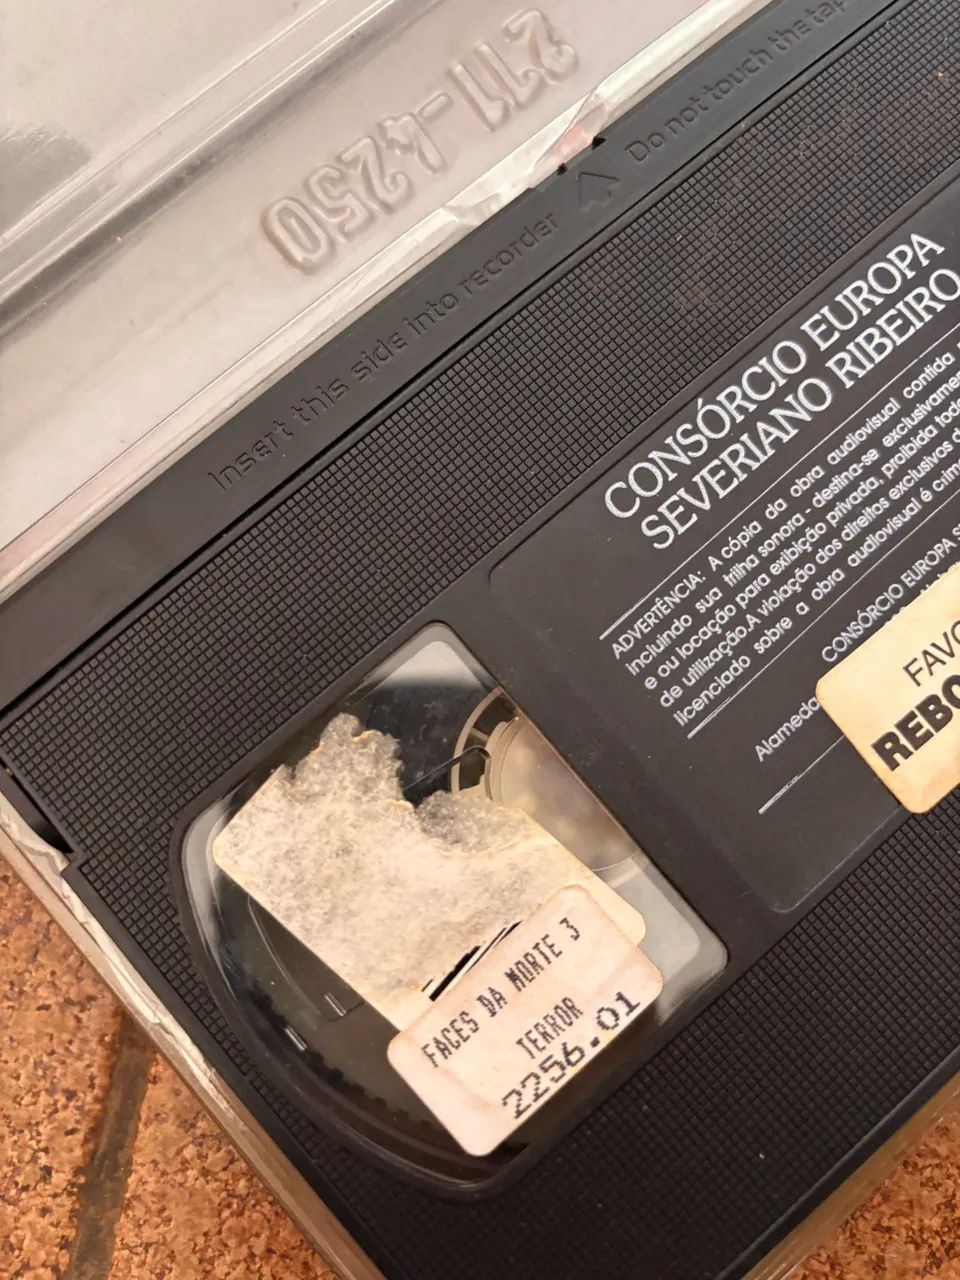 211-4250
Do not touch the tap
Insert this side into recorder
CONSÓRCIO EUROPA
SEVERIANO RIBEIRO
ADVERTÊNCIA: A cópia da obra audiovisual contida
incluindo sua trilha sonora - destina-se exclusivamen
e ou locação para exibição privada, proibida tod
de utilização. A violação dos direitos exclusivos d
licenciado sobre a obra audiovisual é crim
CONSÓRCIO EUROPA S
Alameda
FAVO
REBO
FACES DA MORTE 3
TERROR
2256.01